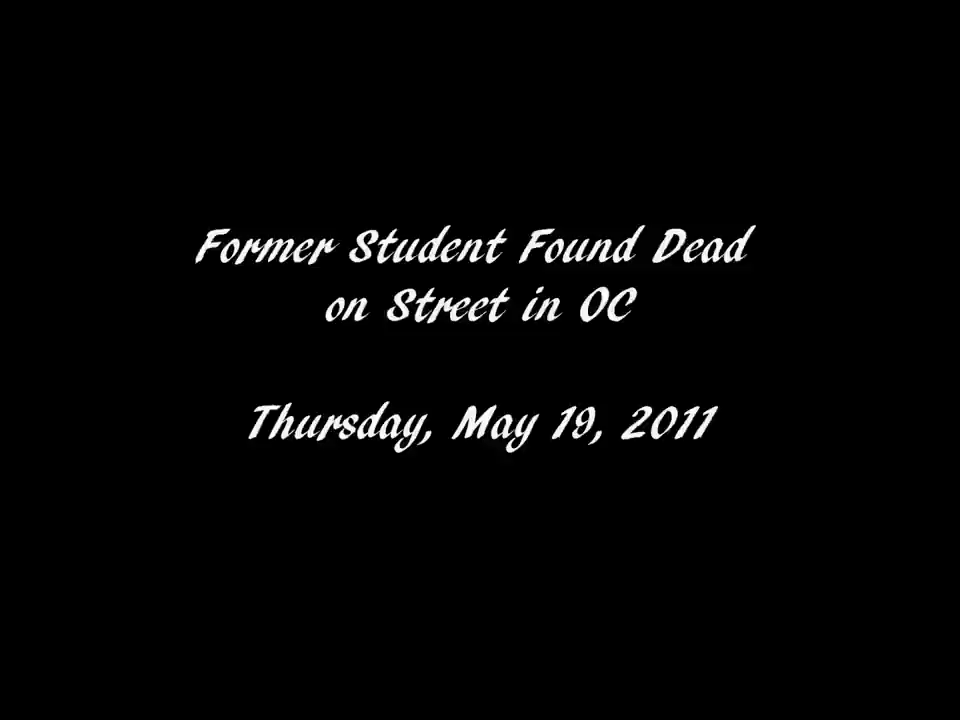 Former Student Found Dead
on Street in OC
Thursday, May 19, 2011